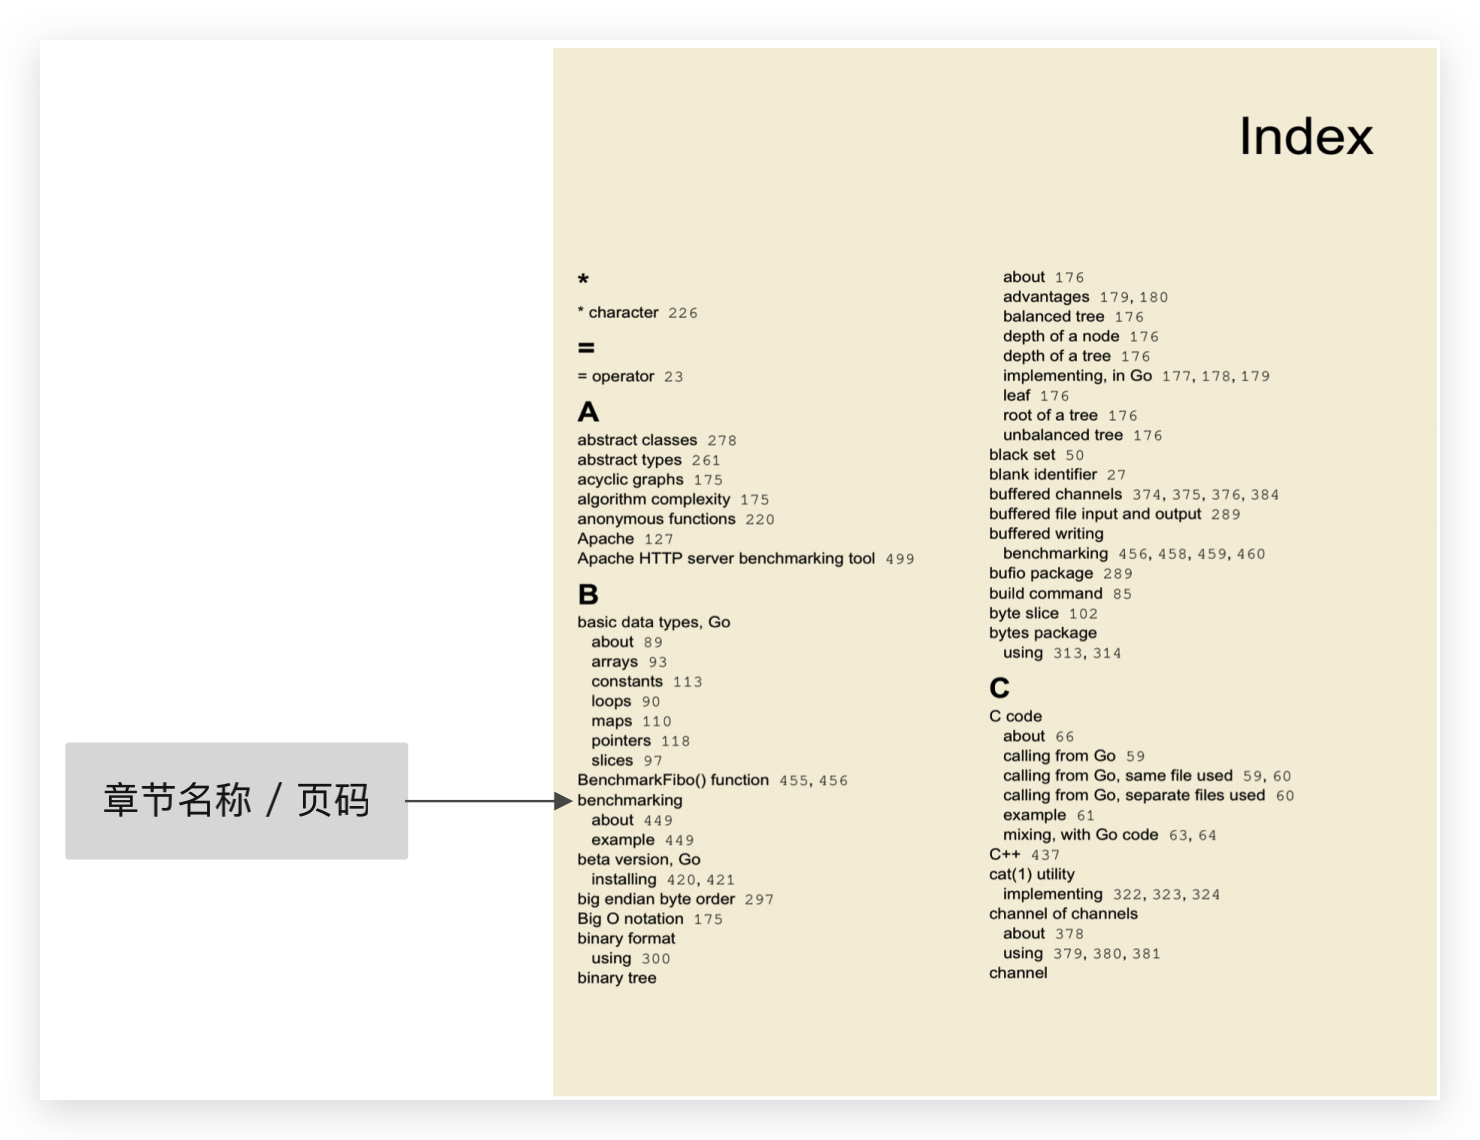 Index
*
* character 226
=
= operator 23
A
abstract classes 278
abstract types 261
acyclic graphs 175
algorithm complexity 175
anonymous functions 220
Apache 127
Apache HTTP server benchmarking tool 499
B
basic data types, Go
about 89
arrays 93
constants 113
loops 90
maps 110
pointers 118
slices 97
BenchmarkFibo() function 455, 456
章节名称 / 页码
benchmarking
about 449
example 449
beta version, Go
installing 420, 421
big endian byte order 297
Big O notation 175
binary format
using 300
binary tree
about 176
advantages 179, 180
balanced tree 176
depth of a node 176
depth of a tree 176
implementing, in Go 177, 178, 179
leaf 176
root of a tree 176
unbalanced tree 176
black set 50
blank identifier 27
buffered channels 374, 375, 376, 384
buffered file input and output 289
buffered writing
benchmarking 456, 458, 459, 460
bufio package 289
build command 85
byte slice 102
bytes package
using 313, 314
C
C code
about 66
calling from Go 59
calling from Go, same file used 59, 60
calling from Go, separate files used 60
example 61
mixing, with Go code 63, 64
C++ 437
cat(1) utility
implementing 322, 323, 324
channel of channels
about 378
using 379, 380, 381
channel